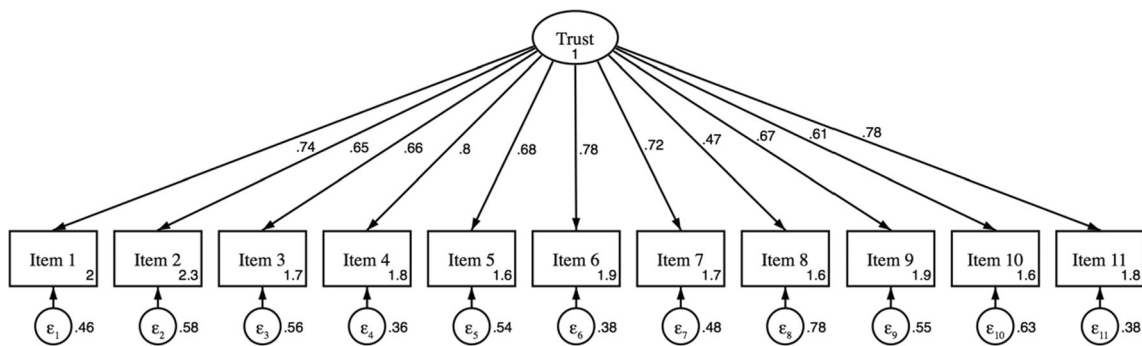 Trust
1
.74 .65 .66 .8 .68 .78 .72 .47 .67 .61 .78
Item 1 Item 2 Item 3 Item 4 Item 5 Item 6 Item 7 Item 8 Item 9 Item 10 Item 11
2 2.3 1.7 1.8 1.6 1.9 1.7 1.6 1.9 1.6 1.8
ε₁ .46 ε₂ .58 ε₃ .56 ε₄ .36 ε₅ .54 ε₆ .38 ε₇ .48 ε₈ .78 ε₉ .55 ε₁₀ .63 ε₁₁ .38